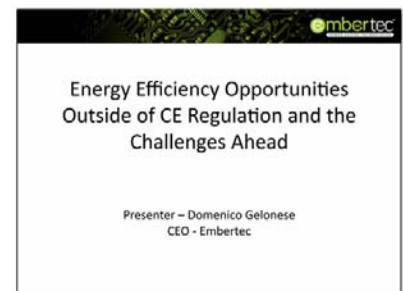 embertec
Energy Efficiency Opportunities
Outside of CE Regulation and the
Challenges Ahead
Presenter – Domenico Gelonese
CEO - Embertec